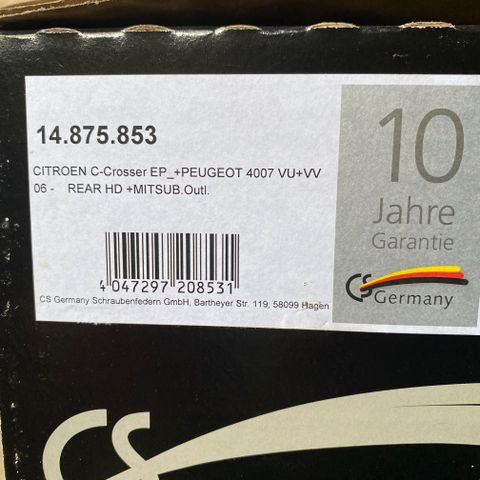 14.875.853
CITROEN C-Crosser EP_+PEUGEOT 4007 VU+VV
06 - REAR HD +MITSUB.Outl.
4 047297 208531
CS Germany Schraubenfedern GmbH, Bartheyer Str. 119, 58099 Hagen
10
Jahre
Garantie
CS Germany
CS